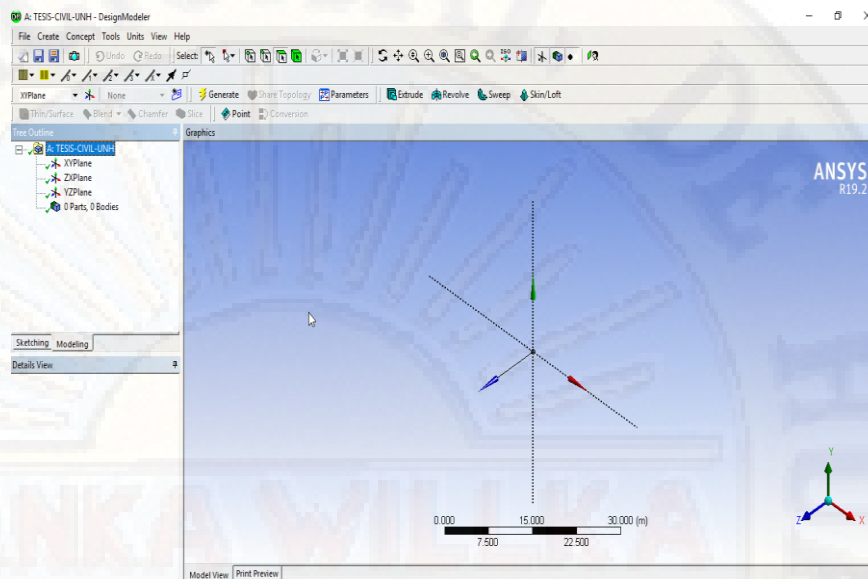 A: TESIS-CIVIL-UNH - DesignModeler
File Create Concept Tools Units View Help
Undo Redo Select:
XYPlane None Generate Share Topology Parameters Extrude Revolve Sweep Skin/Loft
Thin/Surface Blend Chamfer Slice Point Conversion
Tree Outline
A: TESIS-CIVIL-UNH
XYPlane
ZXPlane
YZPlane
0 Parts, 0 Bodies
Sketching Modeling
Details View
Graphics
ANSYS
R19.2
0.000 15.000 30.000 (m)
7.500 22.500
Y
Z X
Model View Print Preview